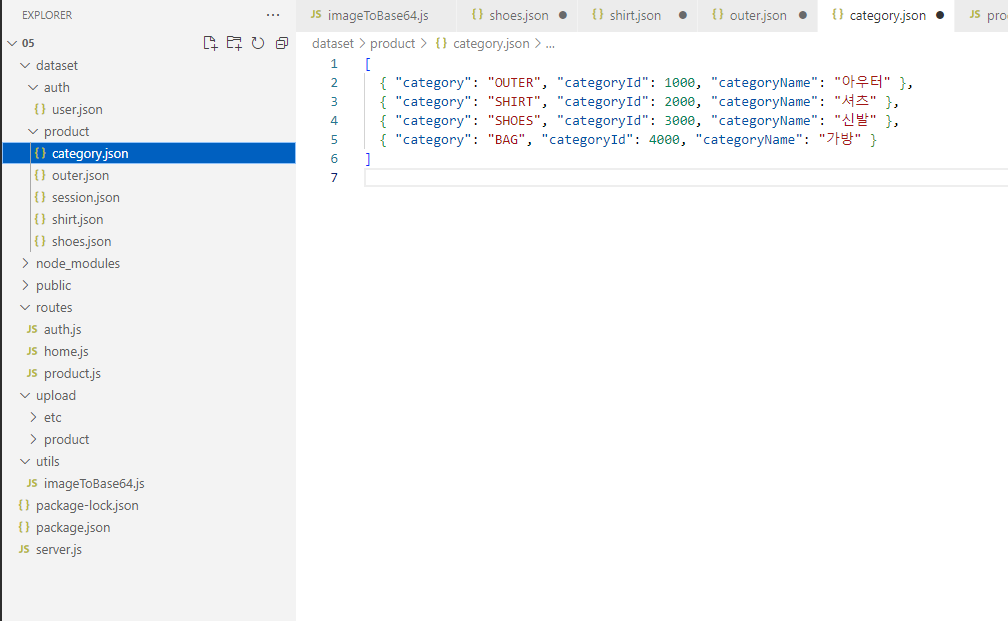 EXPLORER
05
dataset
auth
{} user.json
product
{} category.json
{} outer.json
{} session.json
{} shirt.json
{} shoes.json
node_modules
public
routes
JS auth.js
JS home.js
JS product.js
upload
etc
product
utils
JS imageToBase64.js
{} package-lock.json
{} package.json
JS server.js
JS imageToBase64.js {} shoes.json {} shirt.json {} outer.json {} category.json JS pro
dataset > product > {} category.json > ...
1 [
2 { "category": "OUTER", "categoryId": 1000, "categoryName": "아우터" },
3 { "category": "SHIRT", "categoryId": 2000, "categoryName": "셔츠" },
4 { "category": "SHOES", "categoryId": 3000, "categoryName": "신발" },
5 { "category": "BAG", "categoryId": 4000, "categoryName": "가방" }
6 ]
7